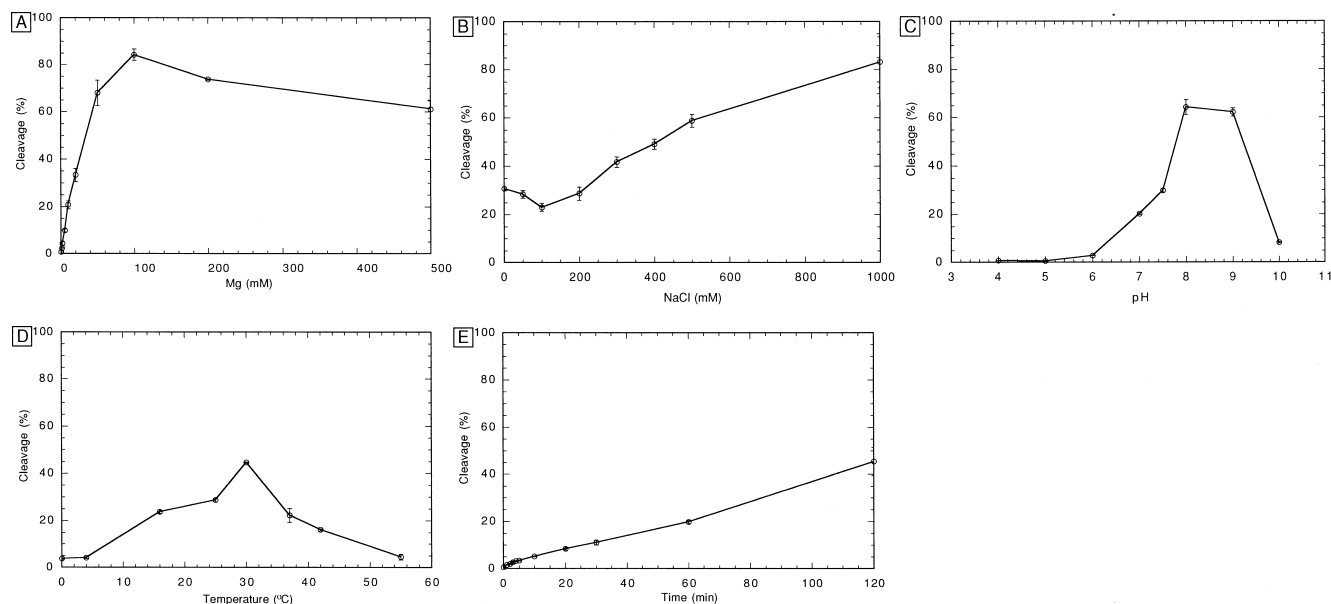 A
100
80
60
40
20
0
Cleavage (%)
0 100 200 300 400 500
Mg (mM)
B
100
80
60
40
20
0
Cleavage (%)
0 200 400 600 800 1000
NaCl (mM)
C
100
80
60
40
20
0
Cleavage (%)
3 4 5 6 7 8 9 10 11
pH
D
100
80
60
40
20
0
Cleavage (%)
0 10 20 30 40 50 60
Temperature (ºC)
E
100
80
60
40
20
0
Cleavage (%)
0 20 40 60 80 100 120
Time (min)